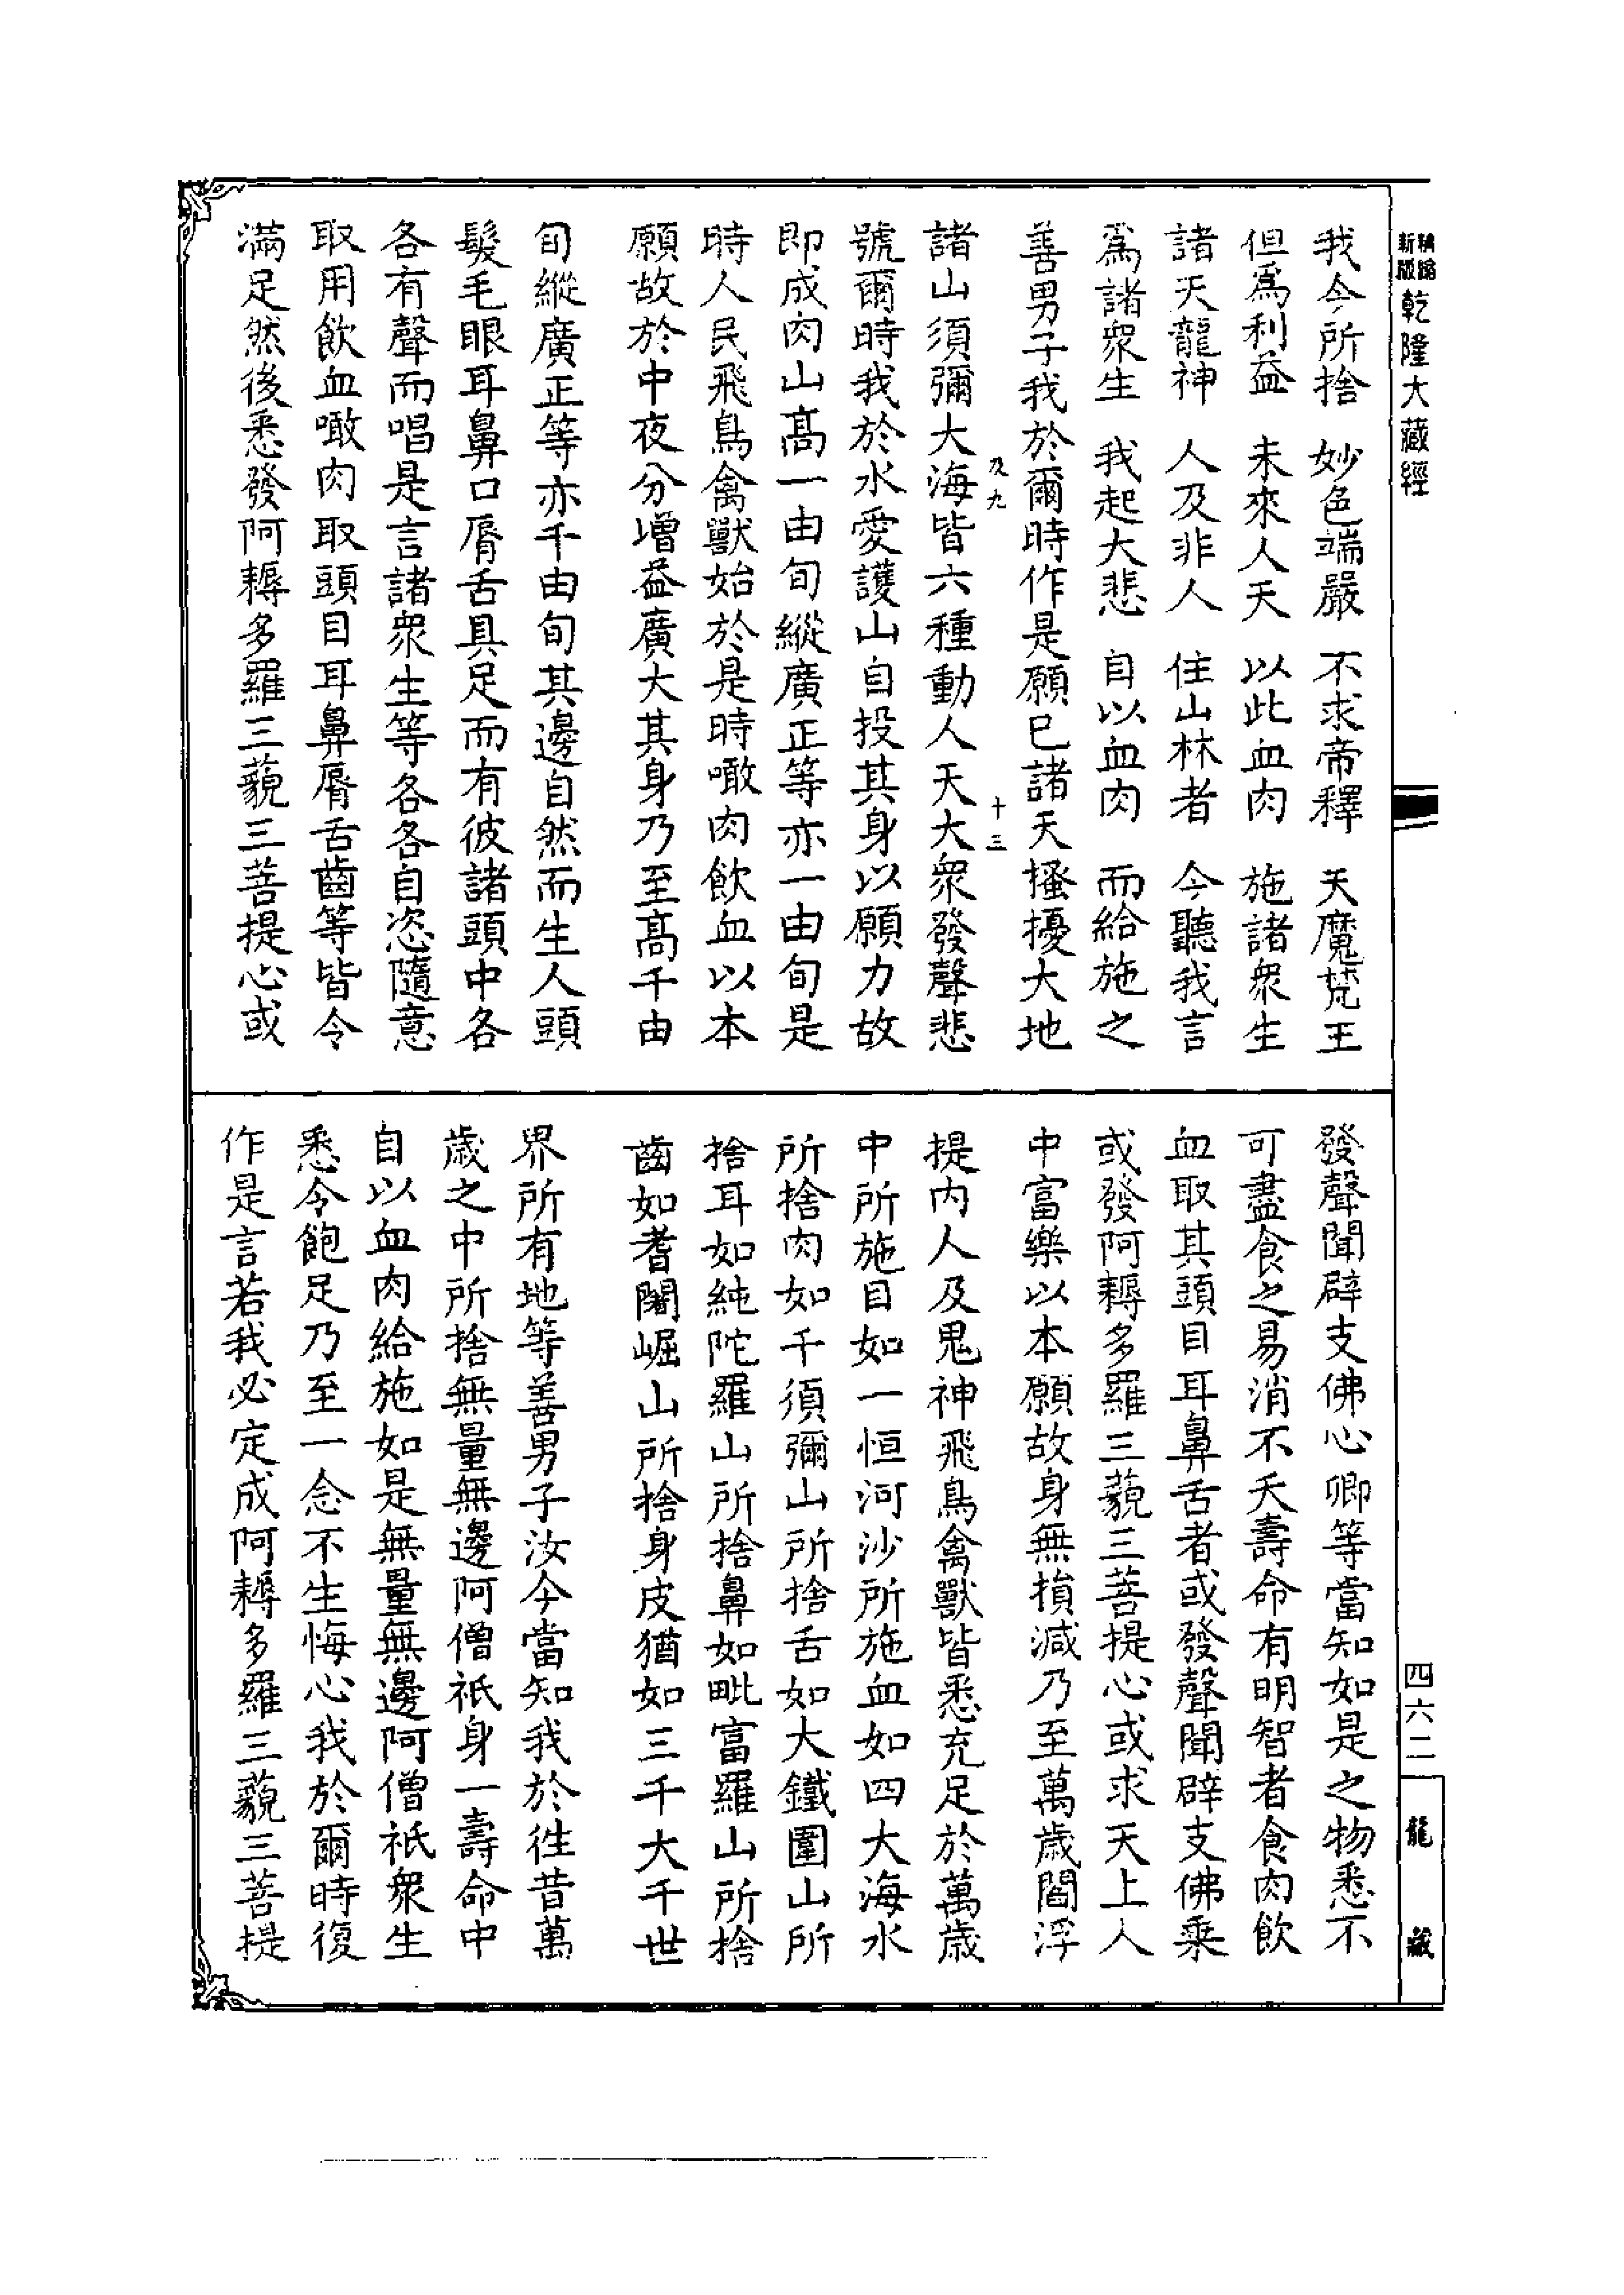 新版精縮乾隆大藏經
我今所捨　妙色端嚴　不求帝釋　天魔梵王
但為利益　未來人天　以此血肉　施諸衆生
諸天龍神　人及非人　住山林者　今聽我言
為諸衆生　我起大悲　自以血肉　而給施之
善男子我於爾時作是願已諸天搔擾大地
及九　十三
諸山須彌大海皆六種動人天大衆發聲悲
號爾時我於水愛護山自投其身以願力故
即成肉山高一由旬縱廣正等亦一由旬是
時人民飛鳥禽獸始於是時噉肉飲血以本
願故於中夜分增益廣大其身乃至高千由
旬縱廣正等亦千由旬其邊自然而生人頭
髮毛眼耳鼻口脣舌具足而有彼諸頭中各
各有聲而唱是言諸衆生等各各自恣隨意
取用飲血噉肉取頭目耳鼻脣舌齒等皆令
滿足然後悉發阿耨多羅三藐三菩提心或
發聲聞辟支佛心卿等當知如是之物悉不
可盡食之易消不夭壽命有明智者食肉飲
血取其頭目耳鼻舌者或發聲聞辟支佛乘
或發阿耨多羅三藐三菩提心或求天上人
中富樂以本願故身無損減乃至萬歲閻浮
提内人及鬼神飛鳥禽獸皆悉充足於萬歲
中所施目如一恒河沙所施血如四大海水
所捨肉如千須彌山所捨舌如大鐵圍山所
捨耳如純陀羅山所捨鼻如毗富羅山所捨
齒如耆闍崛山所捨身皮猶如三千大千世
界所有地等善男子汝今當知我於徃昔萬
歲之中所捨無量無邊阿僧祇身一壽命中
自以血肉給施如是無量無邊阿僧祇衆生
悉令飽足乃至一念不生悔心我於爾時復
作是言若我必定成阿耨多羅三藐三菩提
四六二
龍藏